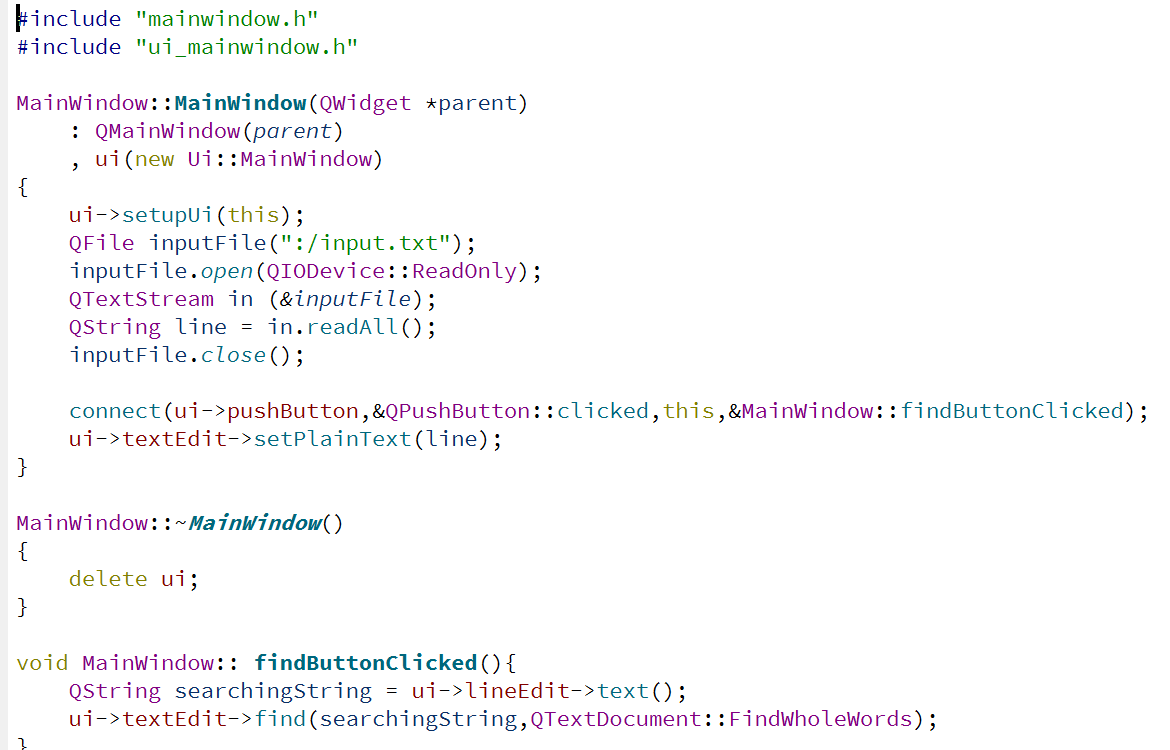 #include "mainwindow.h"
#include "ui_mainwindow.h"

MainWindow::MainWindow(QWidget *parent)
    : QMainWindow(parent)
    , ui(new Ui::MainWindow)
{
    ui->setupUi(this);
    QFile inputFile(":/input.txt");
    inputFile.open(QIODevice::ReadOnly);
    QTextStream in (&inputFile);
    QString line = in.readAll();
    inputFile.close();

    connect(ui->pushButton,&QPushButton::clicked,this,&MainWindow::findButtonClicked);
    ui->textEdit->setPlainText(line);
}

MainWindow::~MainWindow()
{
    delete ui;
}

void MainWindow:: findButtonClicked(){
    QString searchingString = ui->lineEdit->text();
    ui->textEdit->find(searchingString,QTextDocument::FindWholeWords);
}